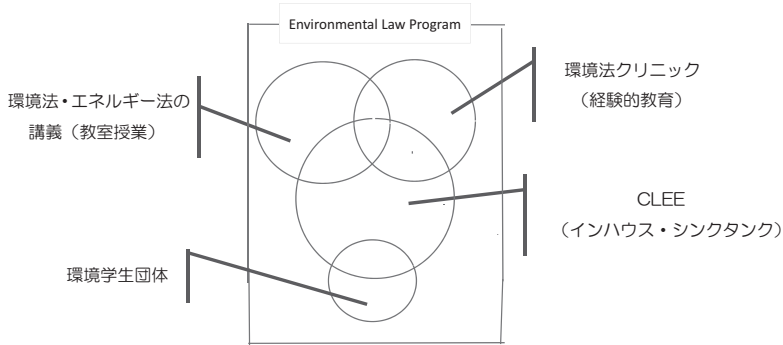 Environmental Law Program
環境法クリニック
（経験的教育）
環境法・エネルギー法の
講義（教室授業）
CLEE
（インハウス・シンクタンク）
環境学生団体